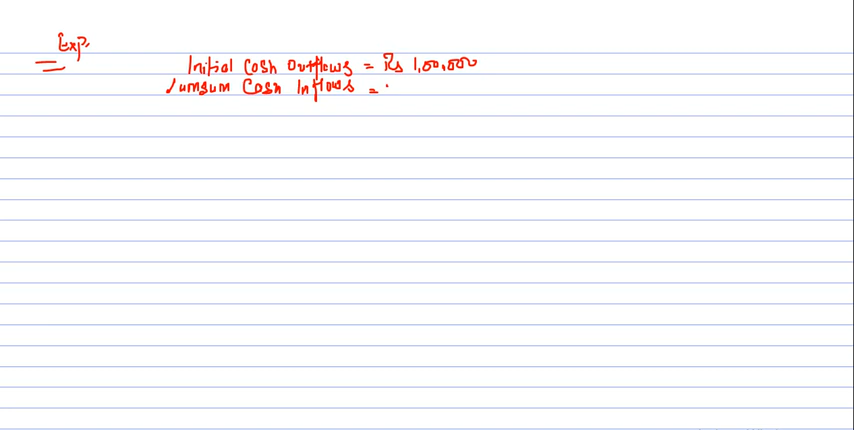 Exp.
Initial Cash Outflows = Rs 1,00,000
Lumsum Cash Inflows =